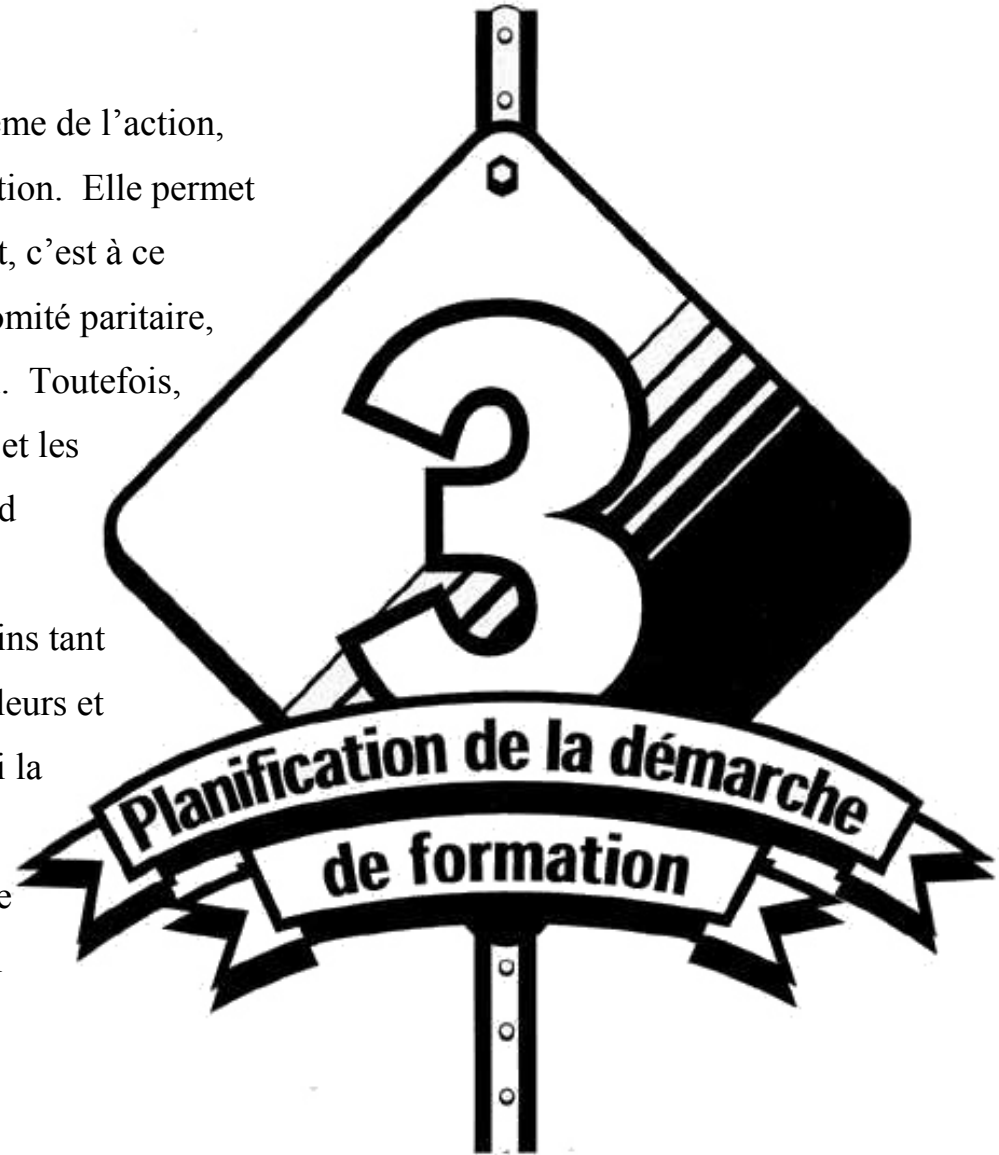 ème de l’action,
tion. Elle permet
t, c’est à ce
omité paritaire,
. Toutefois,
et les
d
ins tant
leurs et
i la
e
3
Planification de la démarche
de formation